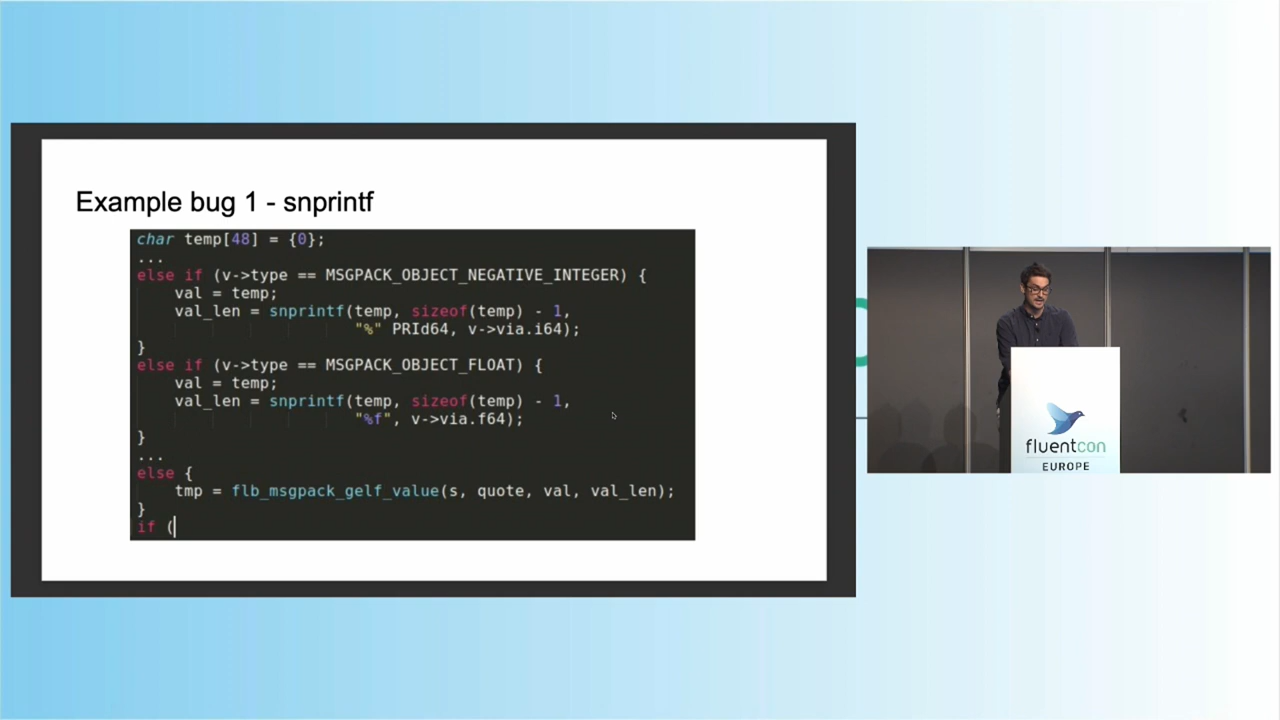 Example bug 1 - snprintf
char temp[48] = {0};
...
else if (v->type == MSGPACK_OBJECT_NEGATIVE_INTEGER) {
val = temp;
val_len = snprintf(temp, sizeof(temp) - 1,
"%" PRId64, v->via.i64);
}
else if (v->type == MSGPACK_OBJECT_FLOAT) {
val = temp;
val_len = snprintf(temp, sizeof(temp) - 1,
"%f", v->via.f64);
}
...
else {
tmp = flb_msgpack_gelf_value(s, quote, val, val_len);
}
if (
fluentcon
EUROPE